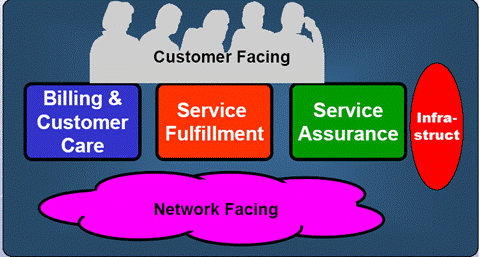 Customer Facing
Billing &
Customer
Care
Service
Fulfillment
Service
Assurance
Infra-
struct
Network Facing